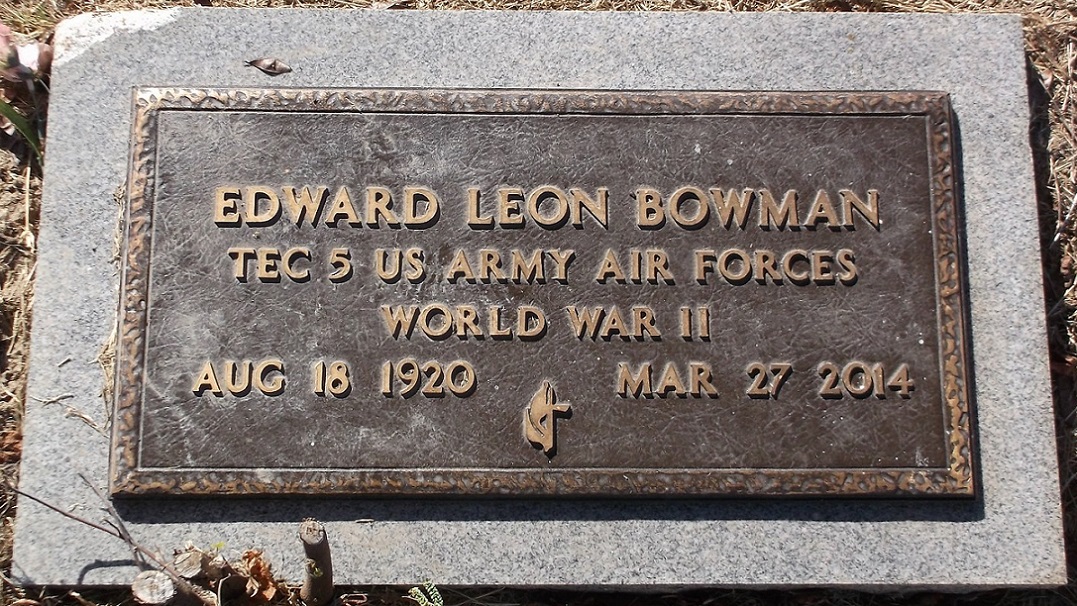 EDWARD LEON BOWMAN
TEC 5 US ARMY AIR FORCES
WORLD WAR II
AUG 18 1920 MAR 27 2014